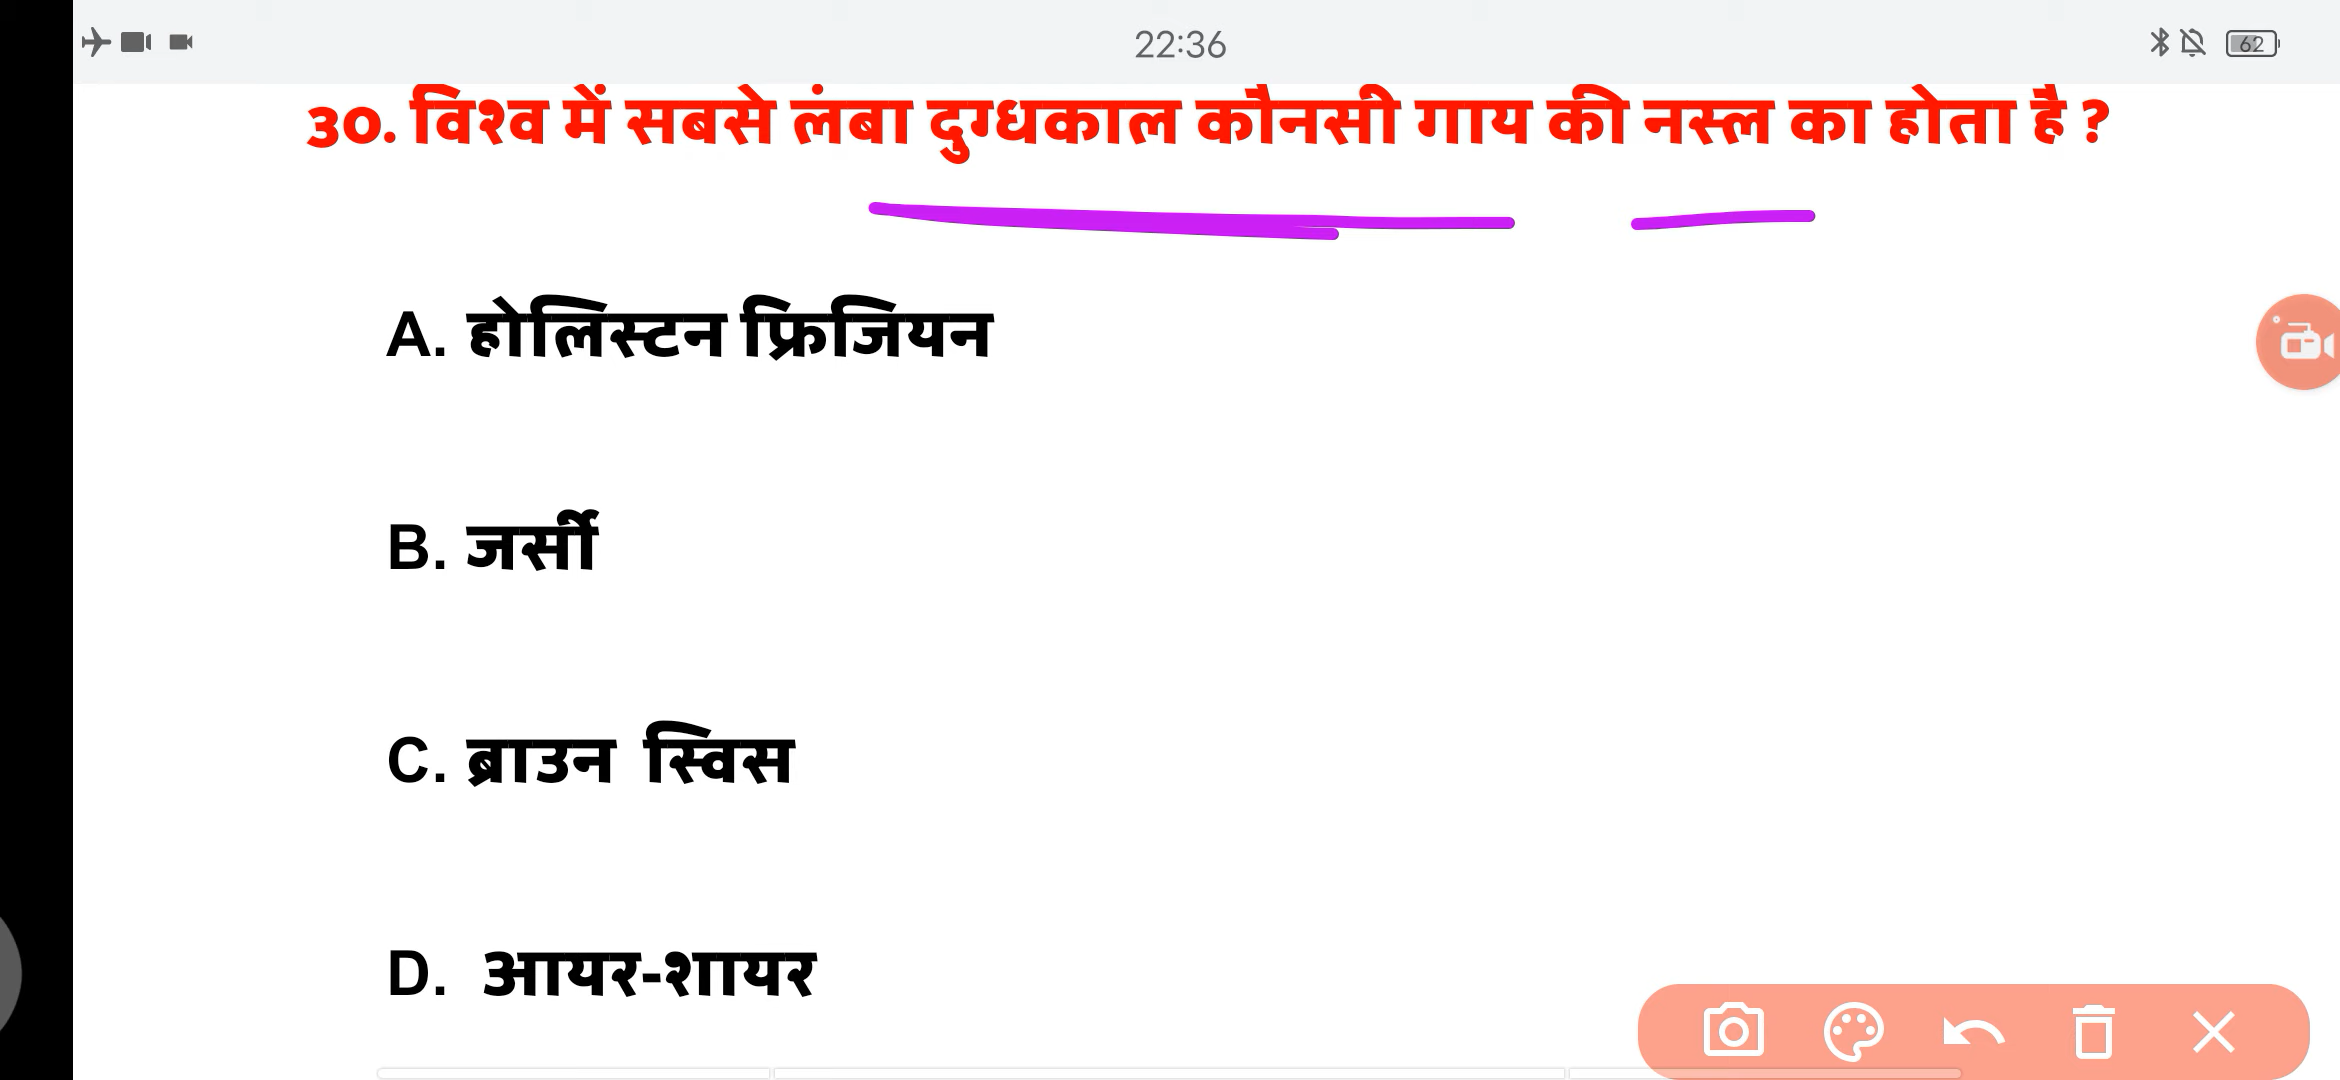 22:36
62
30. विश्व में सबसे लंबा दुग्धकाल कौनसी गाय की नस्ल का होता है ?
A. होलिस्टन फ्रिजियन
B. जर्सी
C. ब्राउन स्विस
D. आयर-शायर